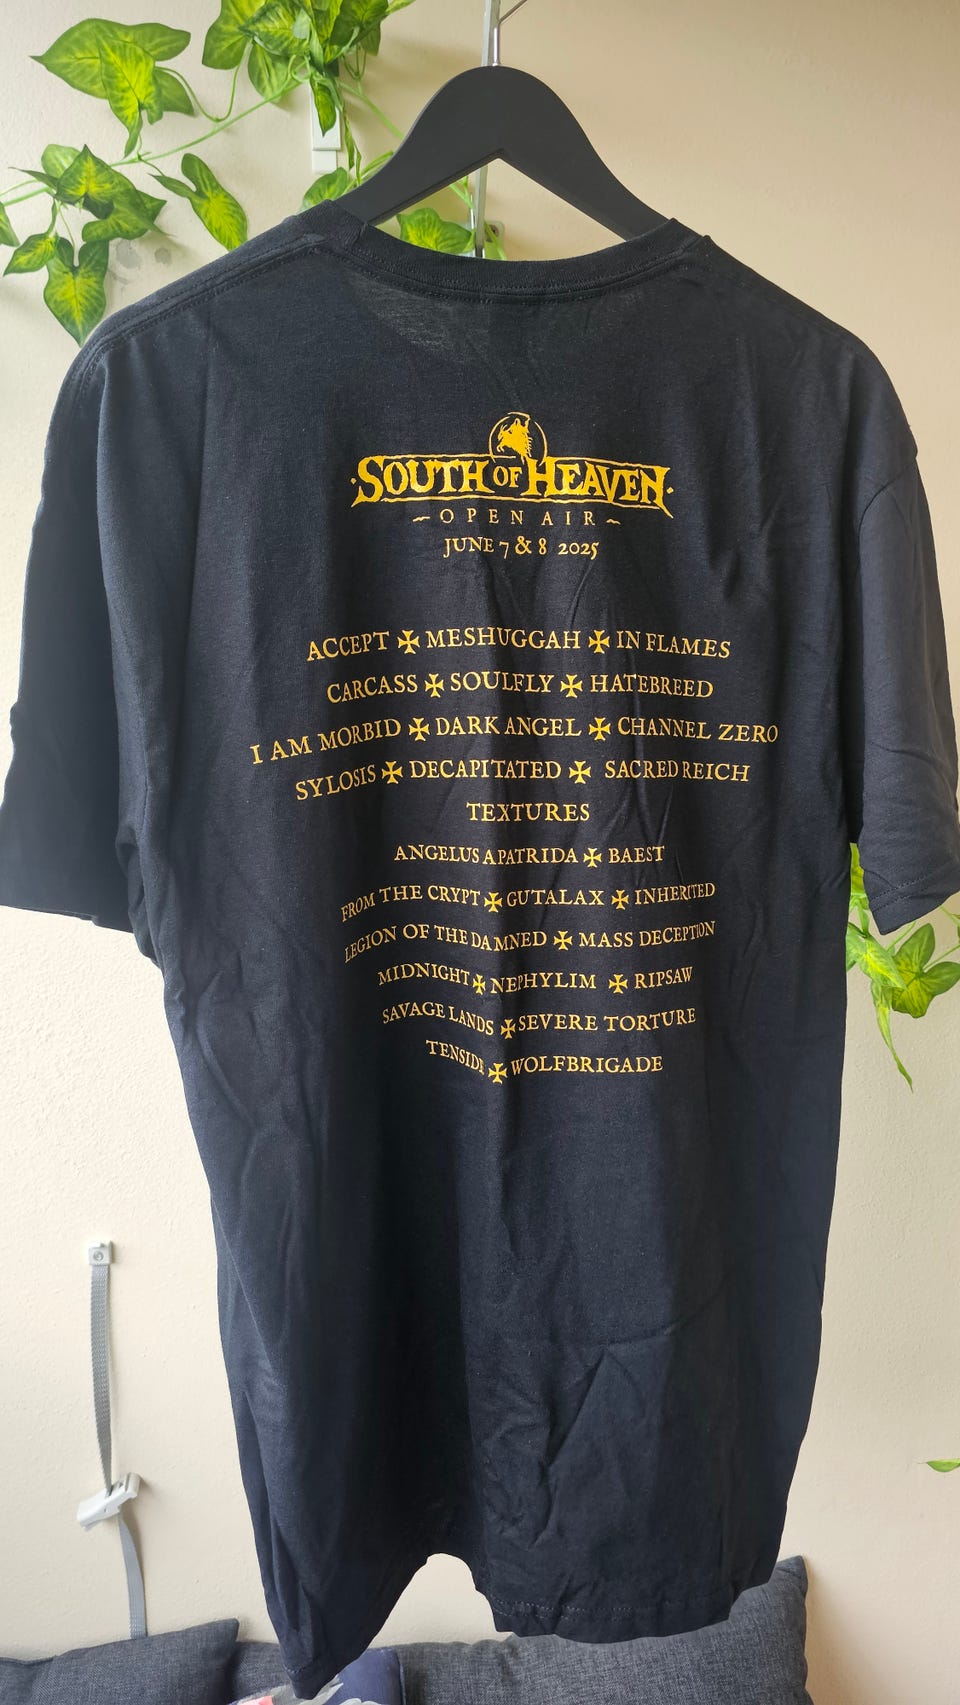 SOUTH OF HEAVEN
OPEN AIR
JUNE 7 & 8 2025
ACCEPT ✠ MESHUGGAH ✠ IN FLAMES
CARCASS ✠ SOULFLY ✠ HATEBREED
I AM MORBID ✠ DARK ANGEL ✠ CHANNEL ZERO
SYLOSIS ✠ DECAPITATED ✠ SACRED REICH
TEXTURES
ANGELUS APATRIDA ✠ BAEST
FROM THE CRYPT ✠ GUTALAX ✠ INHERITED
LEGION OF THE DAMNED ✠ MASS DECEPTION
MIDNIGHT ✠ NEPHYLIM ✠ RIPSAW
SAVAGE LANDS ✠ SEVERE TORTURE
TENSIDE ✠ WOLFBRIGADE